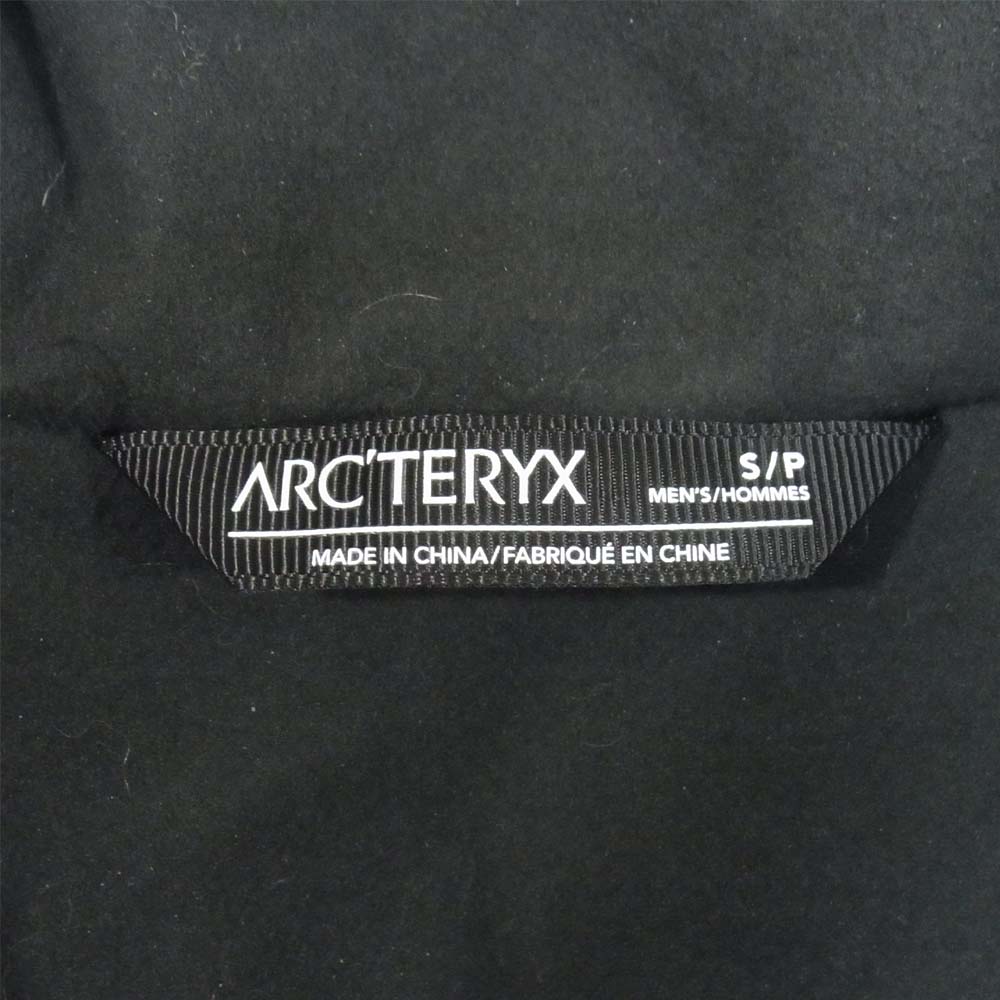 ARC'TERYX
S/P
MEN'S/HOMMES
MADE IN CHINA/FABRIQUÉ EN CHINE